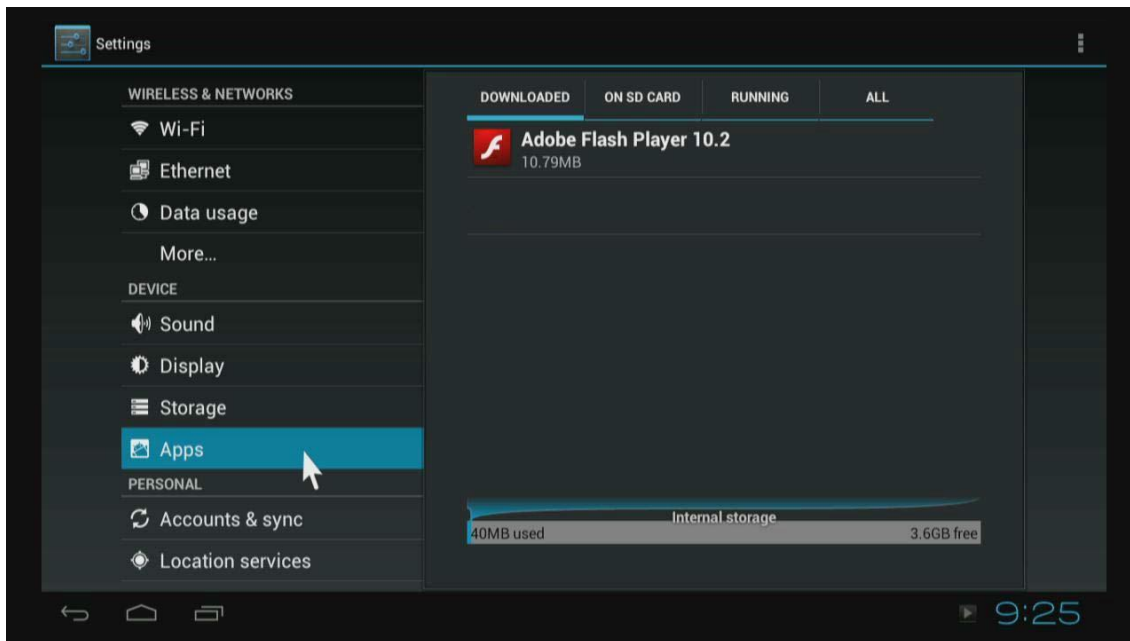 Settings
WIRELESS & NETWORKS
Wi-Fi
Ethernet
Data usage
More...
DEVICE
Sound
Display
Storage
Apps
PERSONAL
Accounts & sync
Location services
DOWNLOADED ON SD CARD RUNNING ALL
Adobe Flash Player 10.2
10.79MB
Internal storage
40MB used 3.6GB free
9:25